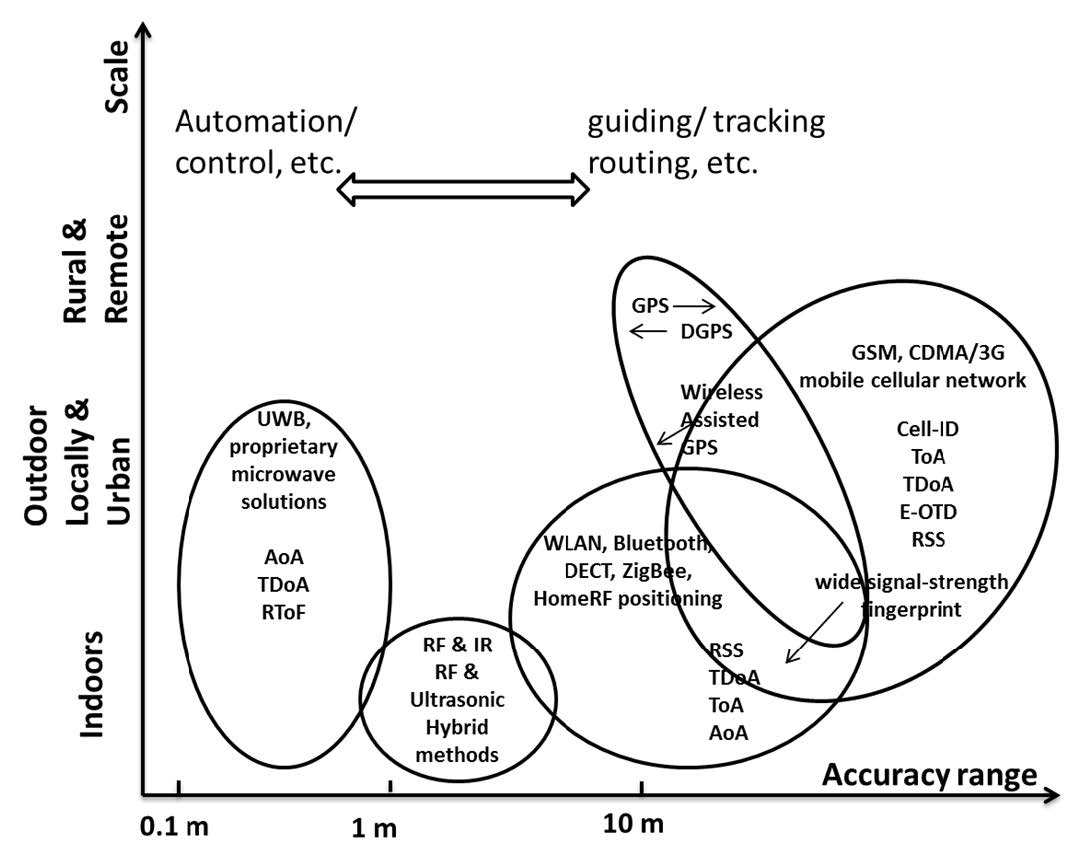 Scale
Automation/
control, etc.
guiding/ tracking
routing, etc.
Rural &
Remote
GPS
DGPS
Wireless
Assisted
GPS
GSM, CDMA/3G
mobile cellular network
Cell-ID
ToA
TDoA
E-OTD
RSS
wide signal-strength
fingerprint
Outdoor
Locally &
Urban
UWB,
proprietary
microwave
solutions
AoA
TDoA
RToF
WLAN, Bluetooth,
DECT, ZigBee,
HomeRF positioning
RSS
TDoA
ToA
AoA
Indoors
RF & IR
RF &
Ultrasonic
Hybrid
methods
Accuracy range
0.1 m
1 m
10 m